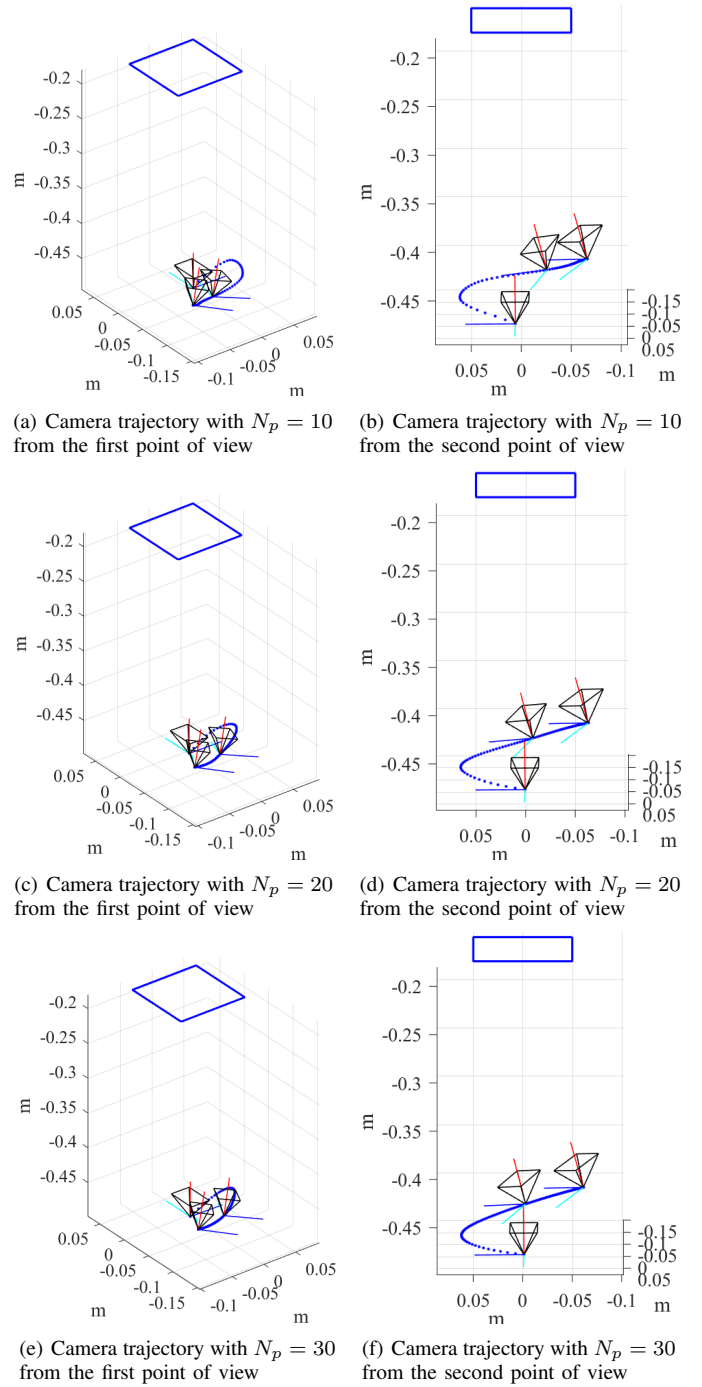 -0.2
-0.25
-0.3
m
-0.35
-0.4
-0.45
0.05
0
-0.05
-0.1
-0.15
m
-0.1
-0.05
0
0.05
m
-0.2
-0.25
-0.3
m
-0.35
-0.4
-0.45
-0.15
-0.1
-0.05
0
0.05
0.05 0 -0.05 -0.1
m m
(a) Camera trajectory with Np = 10
from the first point of view
(b) Camera trajectory with Np = 10
from the second point of view
-0.2
-0.25
-0.3
m
-0.35
-0.4
-0.45
0.05
0
-0.05
-0.1
-0.15
m
-0.1
-0.05
0
0.05
m
-0.2
-0.25
-0.3
m
-0.35
-0.4
-0.45
-0.15
-0.1
-0.05
0
0.05
0.05 0 -0.05 -0.1
m m
(c) Camera trajectory with Np = 20
from the first point of view
(d) Camera trajectory with Np = 20
from the second point of view
-0.2
-0.25
-0.3
m
-0.35
-0.4
-0.45
0.05
0
-0.05
-0.1
-0.15
m
-0.1
-0.05
0
0.05
m
-0.2
-0.25
-0.3
m
-0.35
-0.4
-0.45
-0.15
-0.1
-0.05
0
0.05
0.05 0 -0.05 -0.1
m m
(e) Camera trajectory with Np = 30
from the first point of view
(f) Camera trajectory with Np = 30
from the second point of view